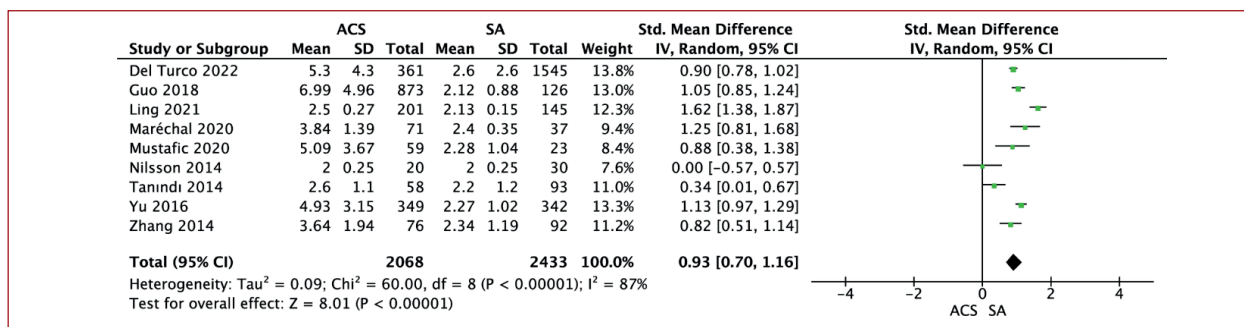 ACS SA Std. Mean Difference Std. Mean Difference
Study or Subgroup Mean SD Total Mean SD Total Weight IV, Random, 95% CI IV, Random, 95% CI
Del Turco 2022 5.3 4.3 361 2.6 2.6 1545 13.8% 0.90 [0.78, 1.02]
Guo 2018 6.99 4.96 873 2.12 0.88 126 13.0% 1.05 [0.85, 1.24]
Ling 2021 2.5 0.27 201 2.13 0.15 145 12.3% 1.62 [1.38, 1.87]
Maréchal 2020 3.84 1.39 71 2.4 0.35 37 9.4% 1.25 [0.81, 1.68]
Mustafic 2020 5.09 3.67 59 2.28 1.04 23 8.4% 0.88 [0.38, 1.38]
Nilsson 2014 2 0.25 20 2 0.25 30 7.6% 0.00 [-0.57, 0.57]
Tanındı 2014 2.6 1.1 58 2.2 1.2 93 11.0% 0.34 [0.01, 0.67]
Yu 2016 4.93 3.15 349 2.27 1.02 342 13.3% 1.13 [0.97, 1.29]
Zhang 2014 3.64 1.94 76 2.34 1.19 92 11.2% 0.82 [0.51, 1.14]
Total (95% CI) 2068 2433 100.0% 0.93 [0.70, 1.16]
Heterogeneity: Tau² = 0.09; Chi² = 60.00, df = 8 (P < 0.00001); I² = 87%
Test for overall effect: Z = 8.01 (P < 0.00001)
-4 -2 0 2 4
ACS SA